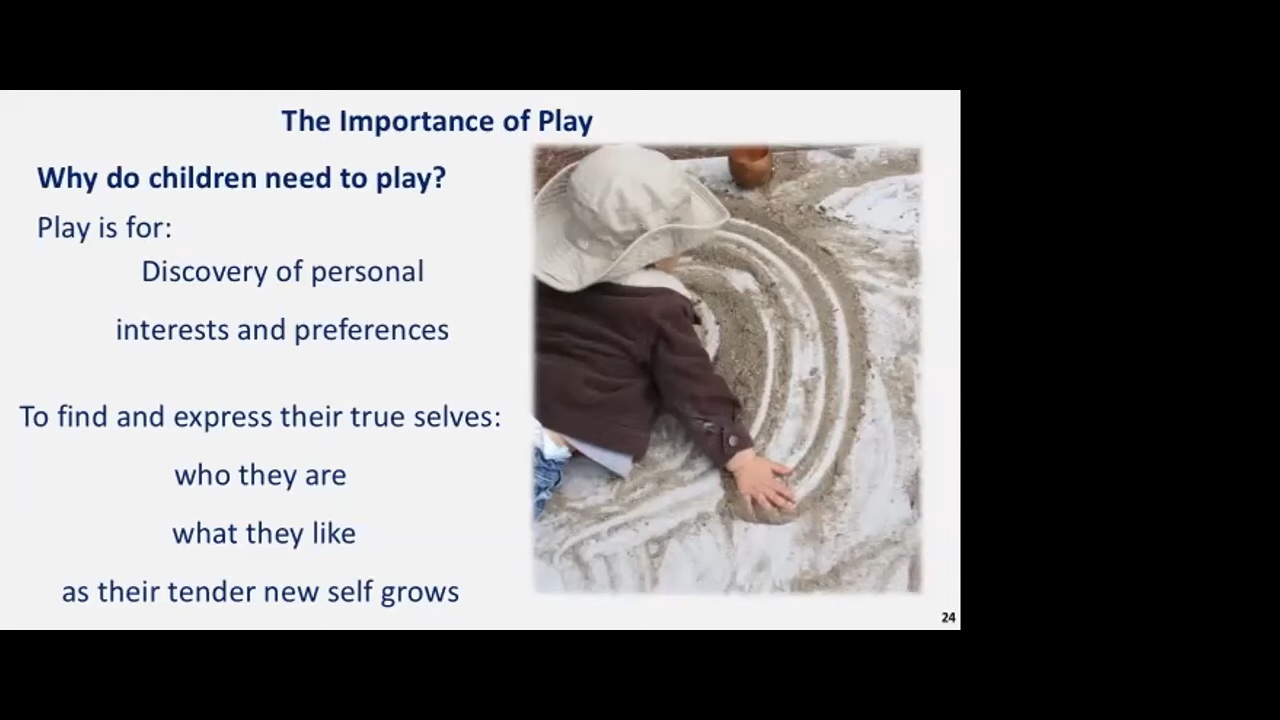 The Importance of Play
Why do children need to play?
Play is for:
Discovery of personal
interests and preferences
To find and express their true selves:
who they are
what they like
as their tender new self grows
24